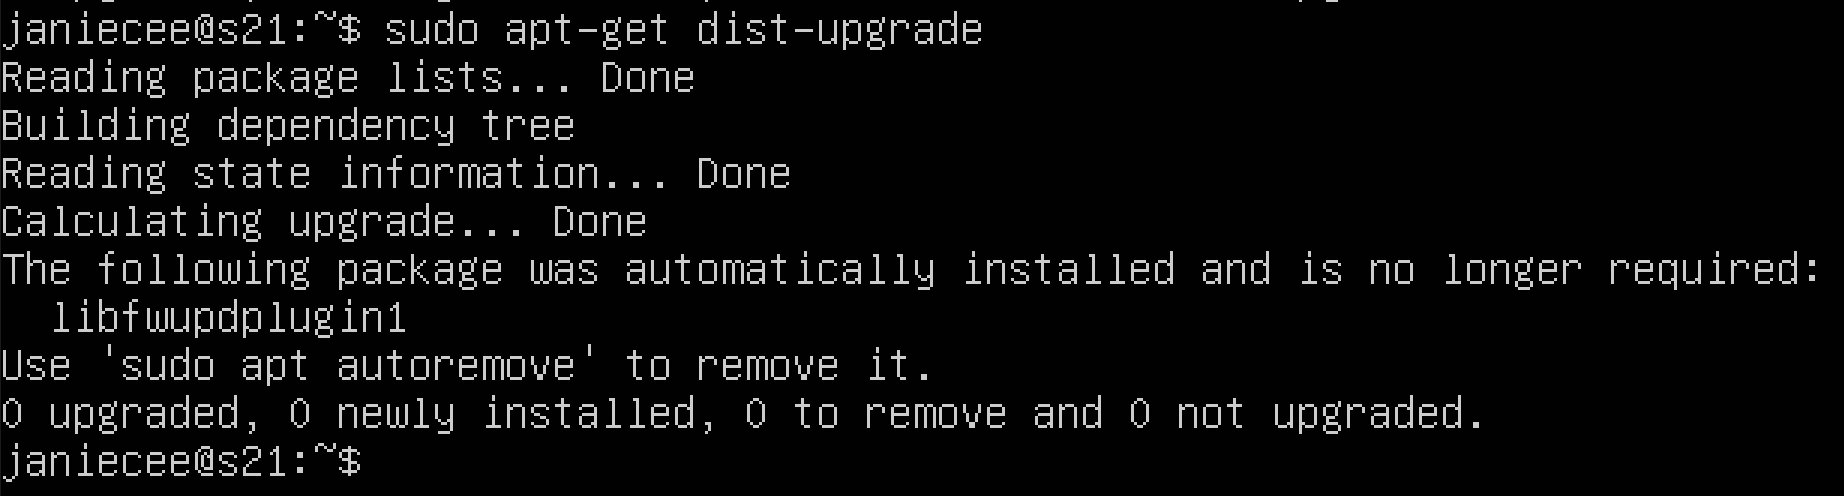 janiecee@s21:~$ sudo apt-get dist-upgrade
Reading package lists... Done
Building dependency tree
Reading state information... Done
Calculating upgrade... Done
The following package was automatically installed and is no longer required:
  libfwupdplugin1
Use 'sudo apt autoremove' to remove it.
0 upgraded, 0 newly installed, 0 to remove and 0 not upgraded.
janiecee@s21:~$